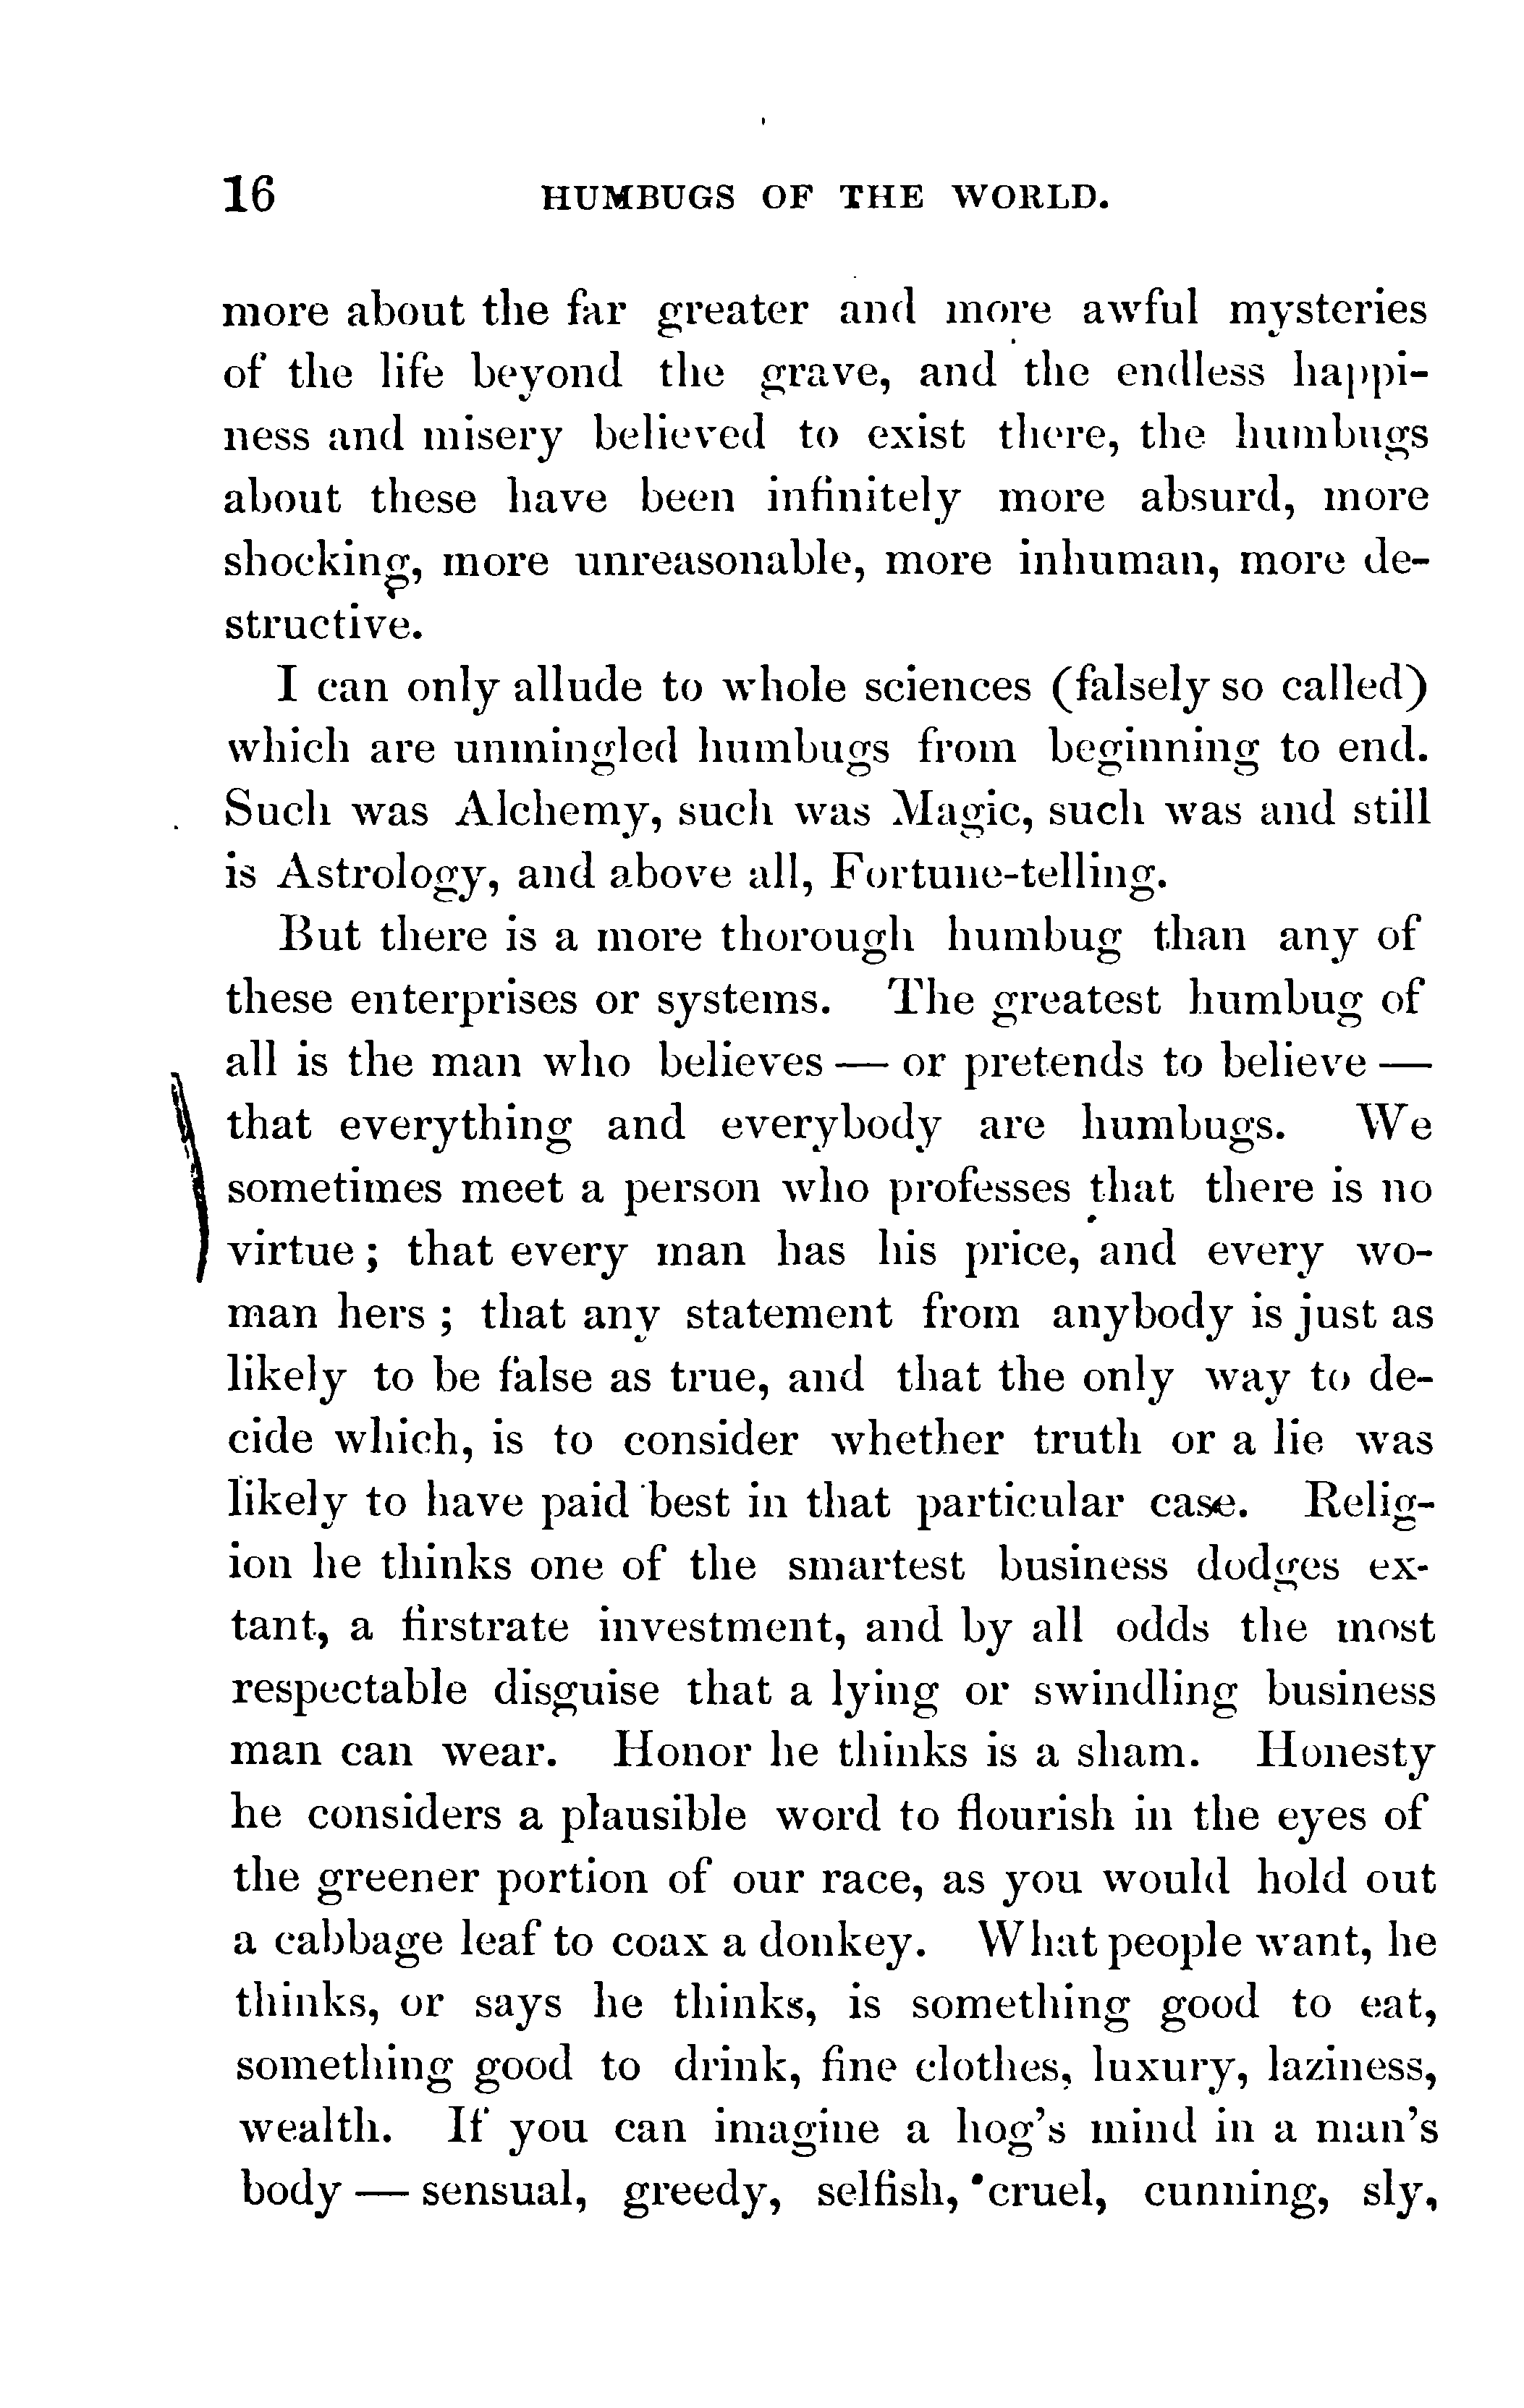 16 HUMBUGS OF THE WORLD.
more about the far greater and more awful mysteries
of the life beyond the grave, and the endless happi-
ness and misery believed to exist there, the humbugs
about these have been infinitely more absurd, more
shocking, more unreasonable, more inhuman, more de-
structive.
I can only allude to whole sciences (falsely so called)
which are unmingled humbugs from beginning to end.
Such was Alchemy, such was Magic, such was and still
is Astrology, and above all, Fortune-telling.
But there is a more thorough humbug than any of
these enterprises or systems. The greatest humbug of
all is the man who believes — or pretends to believe —
that everything and everybody are humbugs. We
sometimes meet a person who professes that there is no
virtue ; that every man has his price, and every wo-
man hers ; that any statement from anybody is just as
likely to be false as true, and that the only way to de-
cide which, is to consider whether truth or a lie was
likely to have paid best in that particular case. Relig-
ion he thinks one of the smartest business dodges ex-
tant, a firstrate investment, and by all odds the most
respectable disguise that a lying or swindling business
man can wear. Honor he thinks is a sham. Honesty
he considers a plausible word to flourish in the eyes of
the greener portion of our race, as you would hold out
a cabbage leaf to coax a donkey. What people want, he
thinks, or says he thinks, is something good to eat,
something good to drink, fine clothes, luxury, laziness,
wealth. If you can imagine a hog's mind in a man's
body — sensual, greedy, selfish, cruel, cunning, sly,